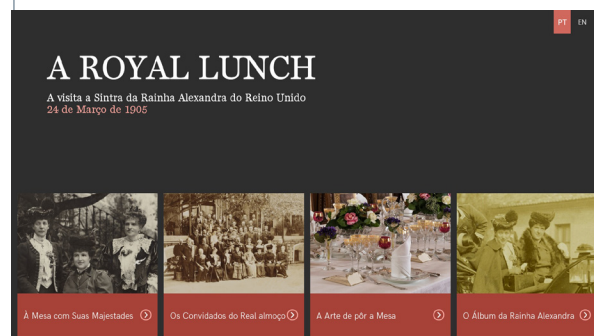 PT EN
A ROYAL LUNCH
A visita a Sintra da Rainha Alexandra do Reino Unido
24 de Março de 1905
À Mesa com Suas Majestades
Os Convidados do Real almoço
A Arte de pôr a Mesa
O Álbum da Rainha Alexandra